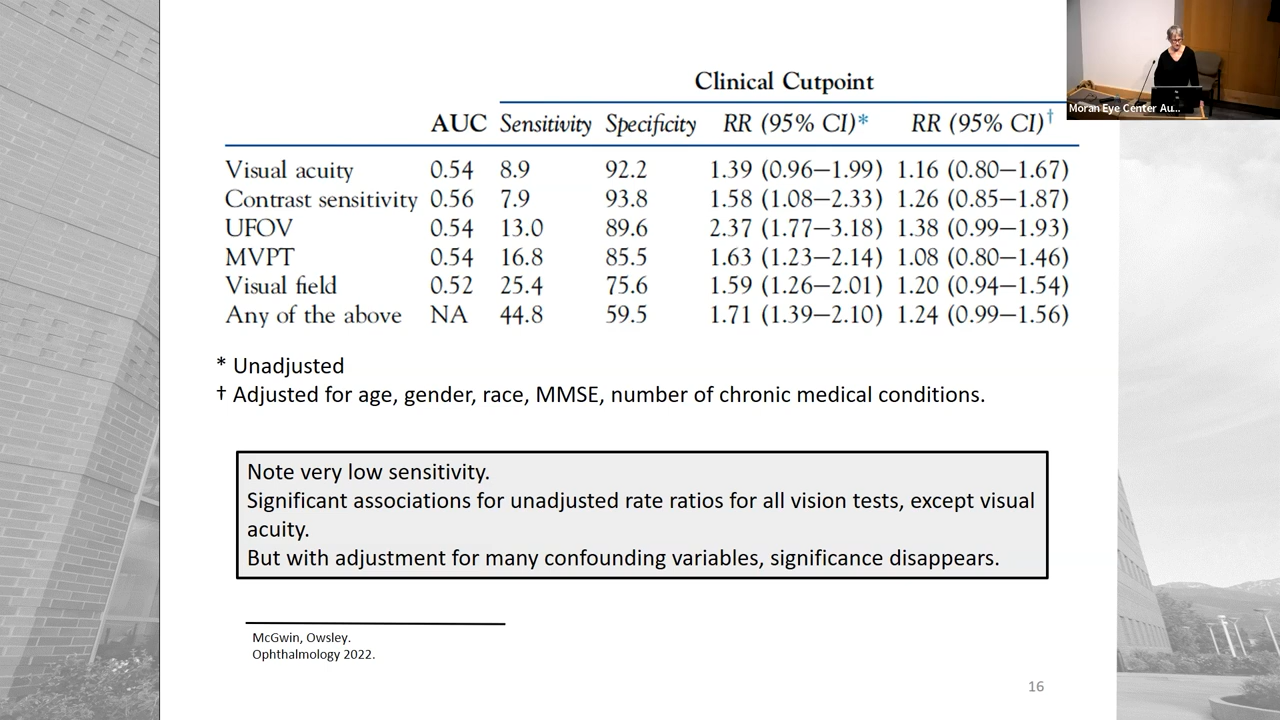 Clinical Cutpoint
AUC Sensitivity Specificity RR (95% CI)* RR (95% CI)†
Visual acuity 0.54 8.9 92.2 1.39 (0.96–1.99) 1.16 (0.80–1.67)
Contrast sensitivity 0.56 7.9 93.8 1.58 (1.08–2.33) 1.26 (0.85–1.87)
UFOV 0.54 13.0 89.6 2.37 (1.77–3.18) 1.38 (0.99–1.93)
MVPT 0.54 16.8 85.5 1.63 (1.23–2.14) 1.08 (0.80–1.46)
Visual field 0.52 25.4 75.6 1.59 (1.26–2.01) 1.20 (0.94–1.54)
Any of the above NA 44.8 59.5 1.71 (1.39–2.10) 1.24 (0.99–1.56)
* Unadjusted
† Adjusted for age, gender, race, MMSE, number of chronic medical conditions.
Note very low sensitivity.
Significant associations for unadjusted rate ratios for all vision tests, except visual
acuity.
But with adjustment for many confounding variables, significance disappears.
McGwin, Owsley.
Ophthalmology 2022.
16
Moran Eye Center Au...